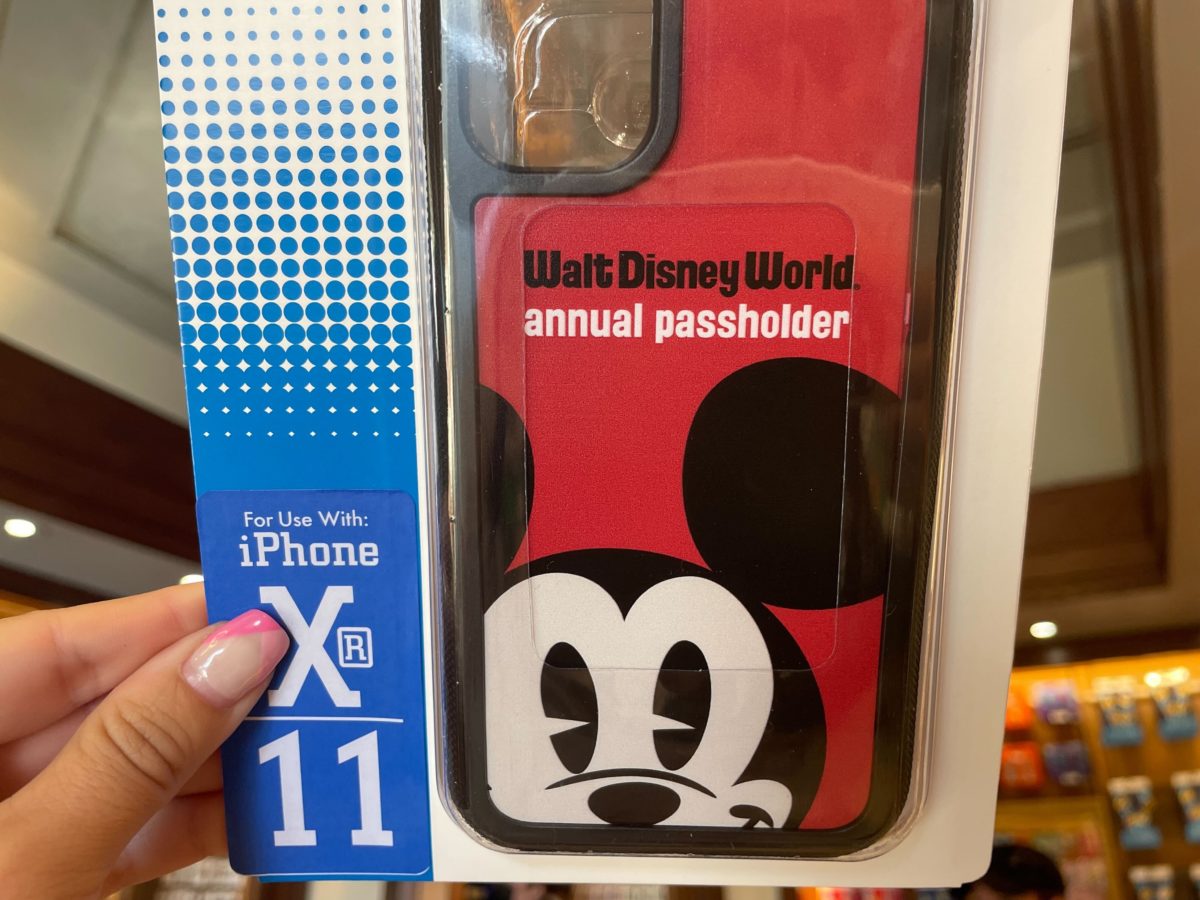 Walt Disney World®
annual passholder
For Use With:
iPhone
XR
11